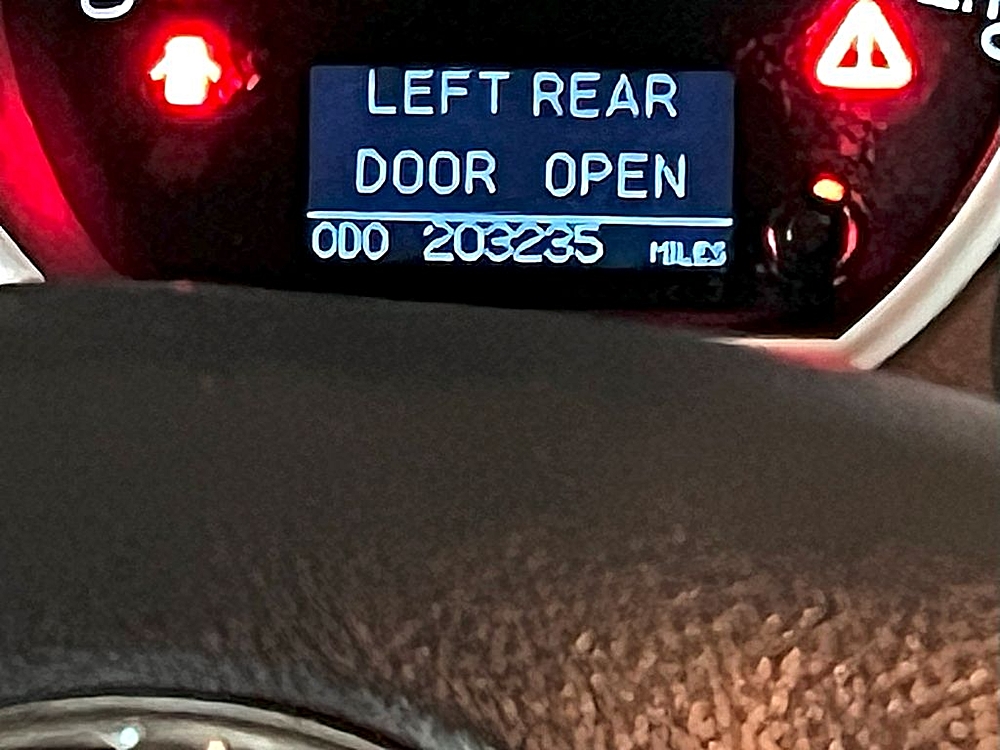 LEFT REAR
DOOR OPEN
ODO 203235 MILES